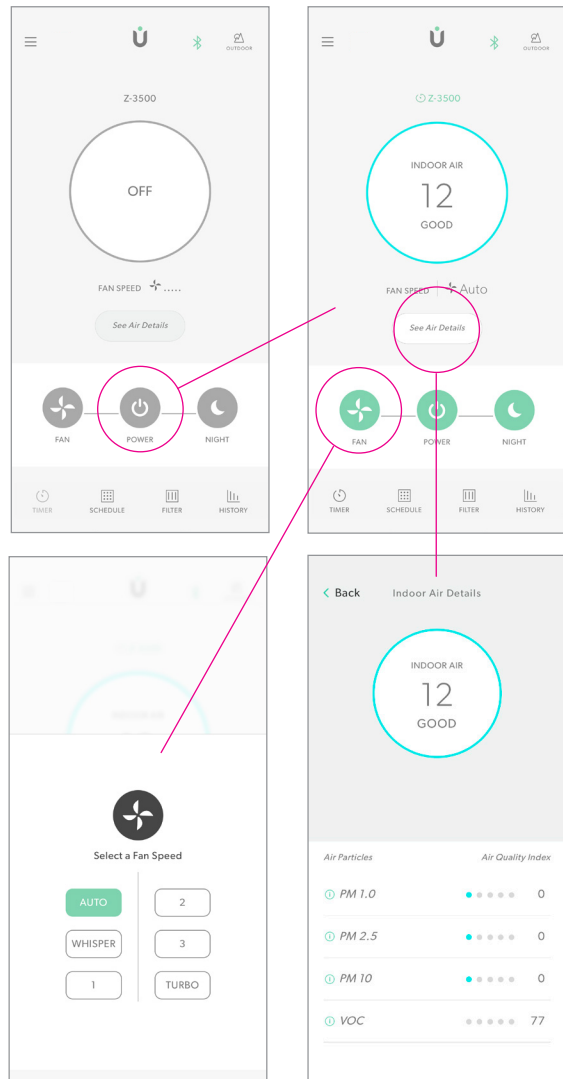 OUTDOOR
Z-3500
OFF
FAN SPEED .....
See Air Details
FAN
POWER
NIGHT
TIMER
SCHEDULE
FILTER
HISTORY
OUTDOOR
Z-3500
INDOOR AIR
12
GOOD
FAN SPEED Auto
See Air Details
FAN
POWER
NIGHT
TIMER
SCHEDULE
FILTER
HISTORY
Select a Fan Speed
AUTO
2
WHISPER
3
1
TURBO
Back Indoor Air Details
INDOOR AIR
12
GOOD
Air Particles Air Quality Index
PM 1.0 0
PM 2.5 0
PM 10 0
VOC 77